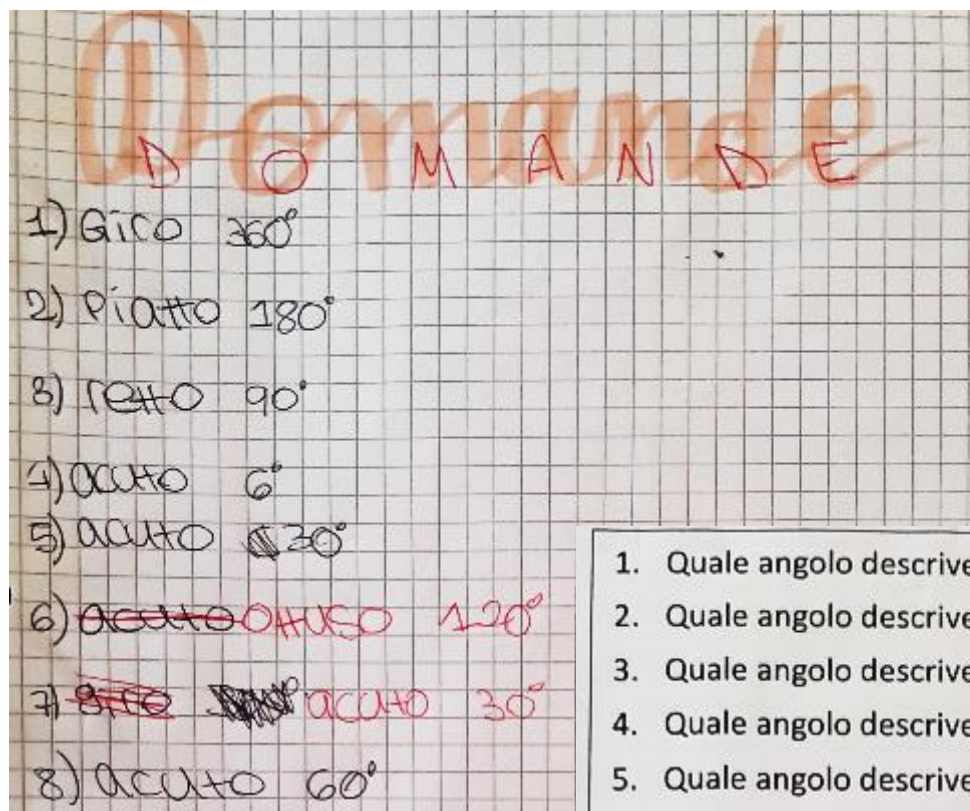 Domande
DOMANDE
1) Giro 360°
2) Piatto 180°
3) retto 90°
4) acuto 6°
5) acuto 30°
6) acuto ottuso 120°
7) giro acuto 30°
8) acuto 60°
1. Quale angolo descrive
2. Quale angolo descrive
3. Quale angolo descrive
4. Quale angolo descrive
5. Quale angolo descrive